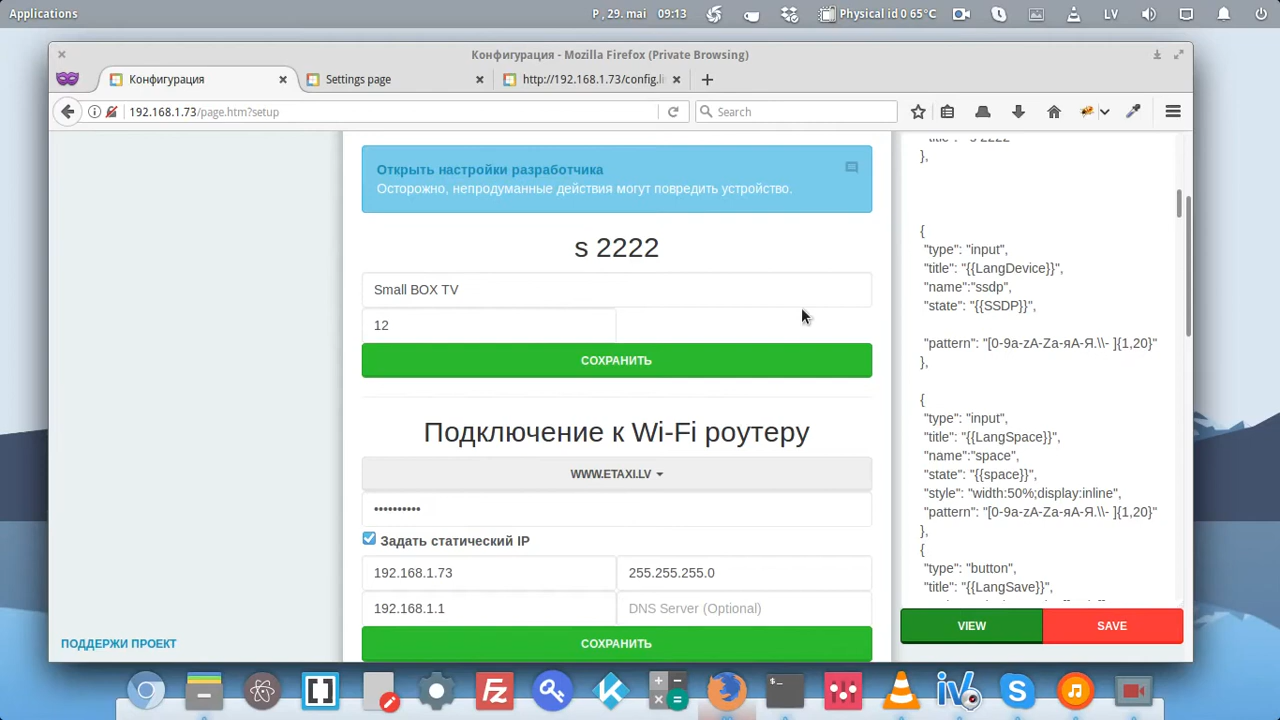 Applications
P , 29. mai 09:13
Physical id 0 65°C
LV
Конфигурация - Mozilla Firefox (Private Browsing)
Конфигурация
Settings page
http://192.168.1.73/config.li
192.168.1.73/page.htm?setup
Search
Открыть настройки разработчика
Осторожно, непродуманные действия могут повредить устройство.
s 2222
Small BOX TV
12
СОХРАНИТЬ
Подключение к Wi-Fi роутеру
WWW.ETAXI.LV
••••••••••
Задать статический IP
192.168.1.73
255.255.255.0
192.168.1.1
DNS Server (Optional)
СОХРАНИТЬ
ПОДДЕРЖИ ПРОЕКТ
},
{
"type": "input",
"title": "{{LangDevice}}",
"name":"ssdp",
"state": "{{SSDP}}",
"pattern": "[0-9a-zA-Zа-яА-Я.\\- ]{1,20}"
},
{
"type": "input",
"title": "{{LangSpace}}",
"name":"space",
"state": "{{space}}",
"style": "width:50%;display:inline",
"pattern": "[0-9a-zA-Zа-яА-Я.\\- ]{1,20}"
},
{
"type": "button",
"title": "{{LangSave}}",
VIEW
SAVE